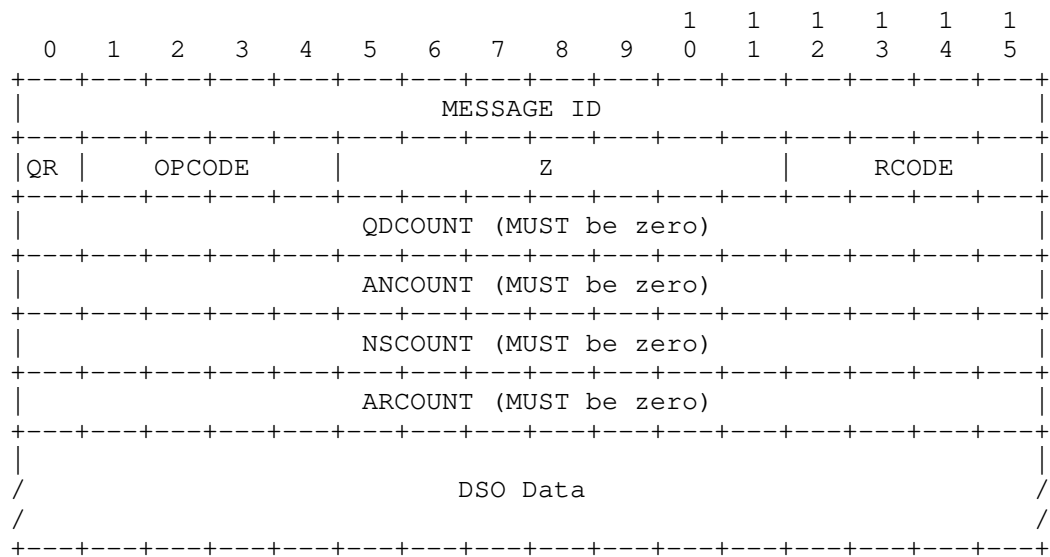 1   1   1   1   1   1
  0   1   2   3   4   5   6   7   8   9   0   1   2   3   4   5
+---+---+---+---+---+---+---+---+---+---+---+---+---+---+---+---+
|                          MESSAGE ID                           |
+---+---+---+---+---+---+---+---+---+---+---+---+---+---+---+---+
|QR |    OPCODE     |            Z              |     RCODE     |
+---+---+---+---+---+---+---+---+---+---+---+---+---+---+---+---+
|                     QDCOUNT (MUST be zero)                    |
+---+---+---+---+---+---+---+---+---+---+---+---+---+---+---+---+
|                     ANCOUNT (MUST be zero)                    |
+---+---+---+---+---+---+---+---+---+---+---+---+---+---+---+---+
|                     NSCOUNT (MUST be zero)                    |
+---+---+---+---+---+---+---+---+---+---+---+---+---+---+---+---+
|                     ARCOUNT (MUST be zero)                    |
+---+---+---+---+---+---+---+---+---+---+---+---+---+---+---+---+
|                                                               |
/                           DSO Data                            /
/                                                               /
+---+---+---+---+---+---+---+---+---+---+---+---+---+---+---+---+